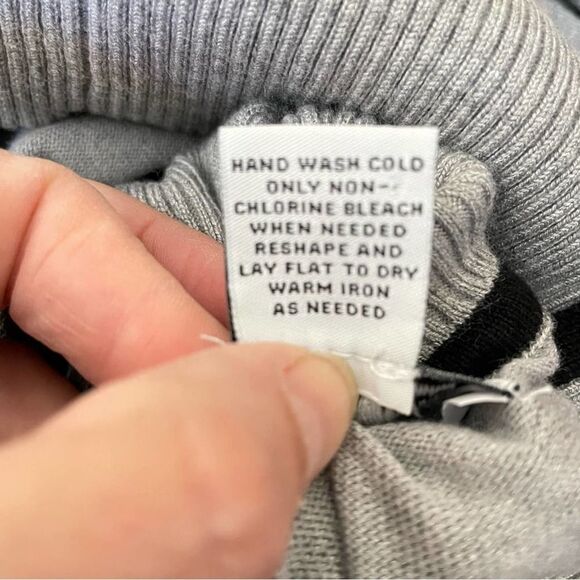 HAND WASH COLD
ONLY NON-
CHLORINE BLEACH
WHEN NEEDED
RESHAPE AND
LAY FLAT TO DRY
WARM IRON
AS NEEDED